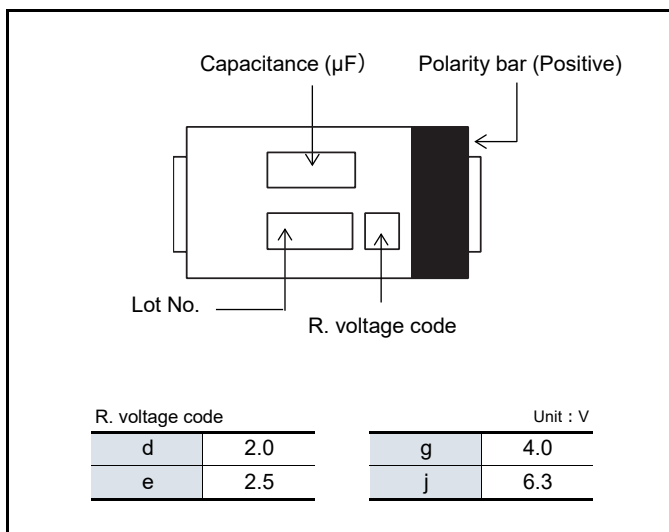 Capacitance (µF) Polarity bar (Positive)
Lot No.
R. voltage code
R. voltage code Unit : V
d 2.0 g 4.0
e 2.5 j 6.3